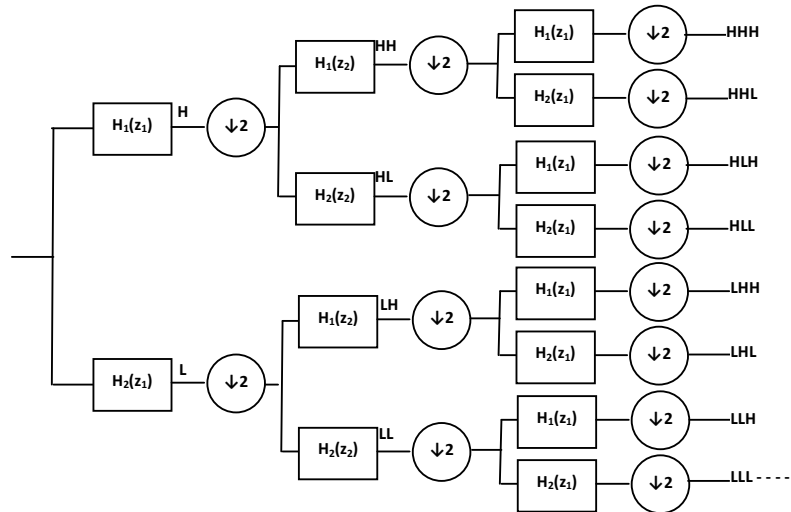 H₁(z₁) H ↓2
H₁(z₂) HH ↓2
H₁(z₁) ↓2 HHH
H₂(z₁) ↓2 HHL
H₂(z₂) HL ↓2
H₁(z₁) ↓2 HLH
H₂(z₁) ↓2 HLL
H₂(z₁) L ↓2
H₁(z₂) LH ↓2
H₁(z₁) ↓2 LHH
H₂(z₁) ↓2 LHL
H₂(z₂) LL ↓2
H₁(z₁) ↓2 LLH
H₂(z₁) ↓2 LLL